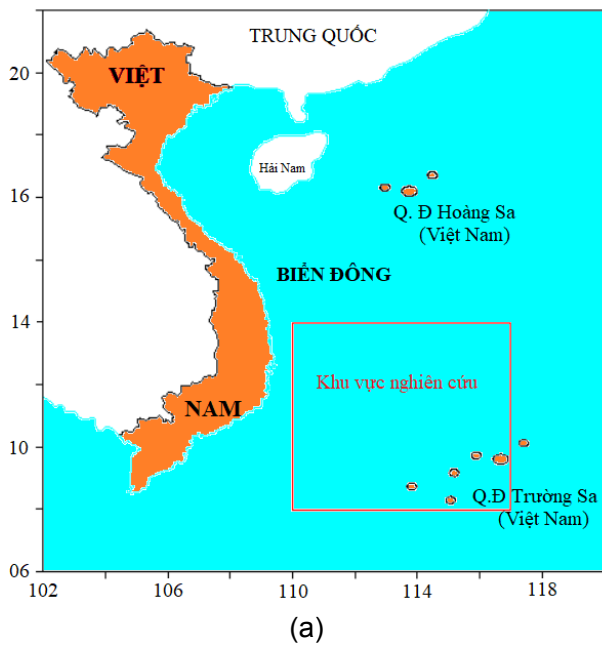 TRUNG QUỐC
20
VIỆT
Hải Nam
16
Q. Đ Hoàng Sa
(Việt Nam)
BIỂN ĐÔNG
14
Khu vực nghiên cứu
NAM
10
Q.Đ Trường Sa
(Việt Nam)
06
102
106
110
114
118
(a)